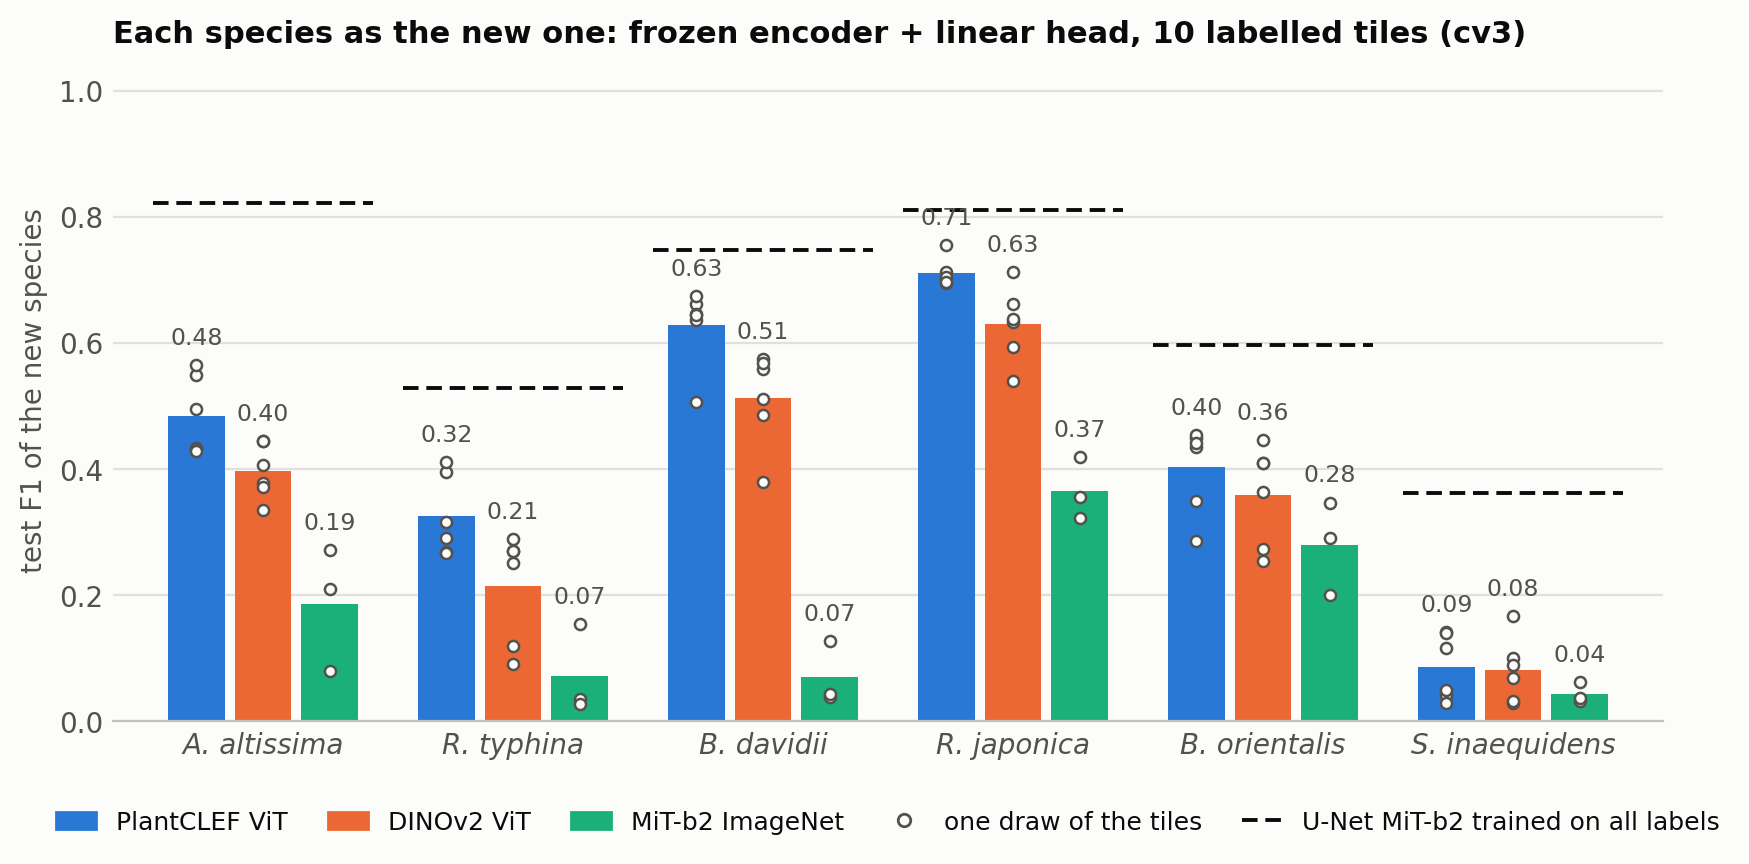 Each species as the new one: frozen encoder + linear head, 10 labelled tiles (cv3)
test F1 of the new species
1.0
0.8
0.6
0.4
0.2
0.0
0.48
0.40
0.19
0.32
0.21
0.07
0.63
0.51
0.07
0.71
0.63
0.37
0.40
0.36
0.28
0.09
0.08
0.04
A. altissima
R. typhina
B. davidii
R. japonica
B. orientalis
S. inaequidens
PlantCLEF ViT
DINOv2 ViT
MiT-b2 ImageNet
one draw of the tiles
U-Net MiT-b2 trained on all labels